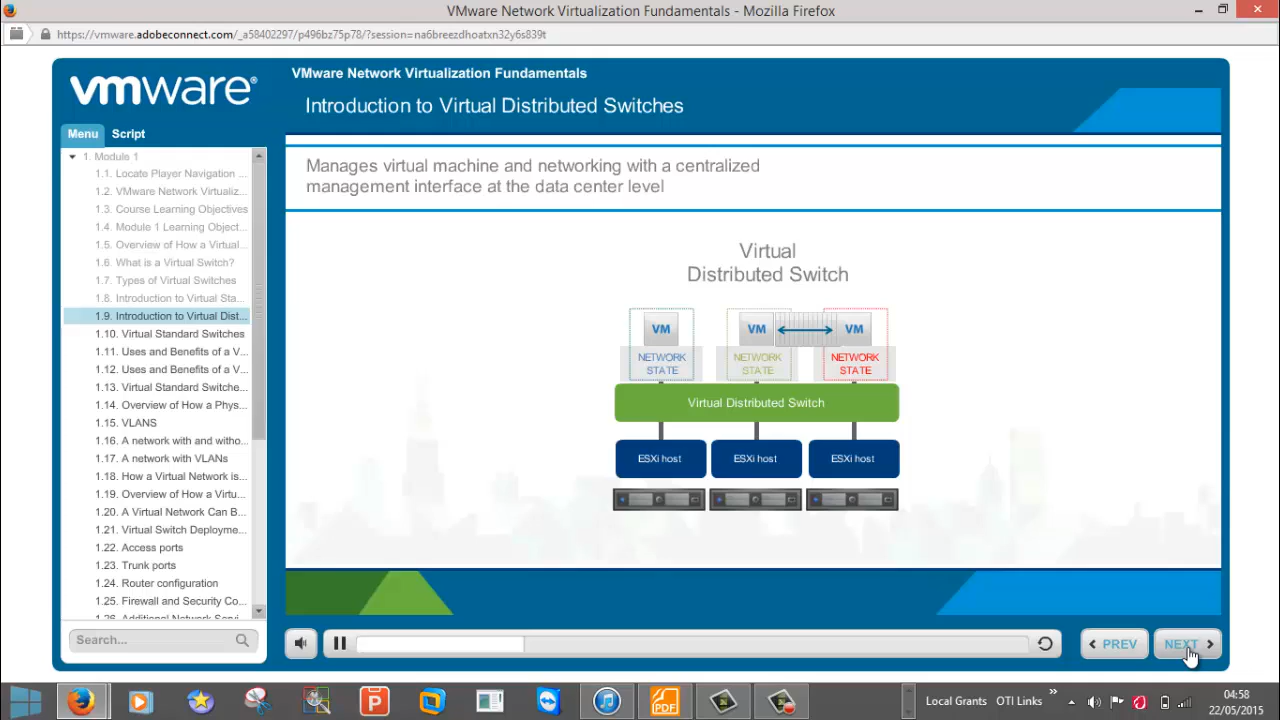 VMware Network Virtualization Fundamentals - Mozilla Firefox
https://vmware.adobeconnect.com/_a58402297/p496bz75p78/?session=na6breezdhoatxn32y6s839t
vmware®
VMware Network Virtualization Fundamentals
Introduction to Virtual Distributed Switches
Menu
Script
1. Module 1
1.1. Locate Player Navigation ...
1.2. VMware Network Virtualiz...
1.3. Course Learning Objectives
1.4. Module 1 Learning Object...
1.5. Overview of How a Virtual...
1.6. What is a Virtual Switch?
1.7. Types of Virtual Switches
1.8. Introduction to Virtual Sta...
1.9. Introduction to Virtual Dist...
1.10. Virtual Standard Switches
1.11. Uses and Benefits of a V...
1.12. Uses and Benefits of a V...
1.13. Virtual Standard Switche...
1.14. Overview of How a Phys...
1.15. VLANS
1.16. A network with and witho...
1.17. A network with VLANs
1.18. How a Virtual Network is...
1.19. Overview of How a Virtu...
1.20. A Virtual Network Can B...
1.21. Virtual Switch Deployme...
1.22. Access ports
1.23. Trunk ports
1.24. Router configuration
1.25. Firewall and Security Co...
1.26. Additional Network Servi...
Search...
Manages virtual machine and networking with a centralized
management interface at the data center level
Virtual
Distributed Switch
VM VM VM
NETWORK STATE
NETWORK STATE
NETWORK STATE
Virtual Distributed Switch
ESXi host ESXi host ESXi host
PREV
NEXT
Local Grants OTI Links
04:58
22/05/2015